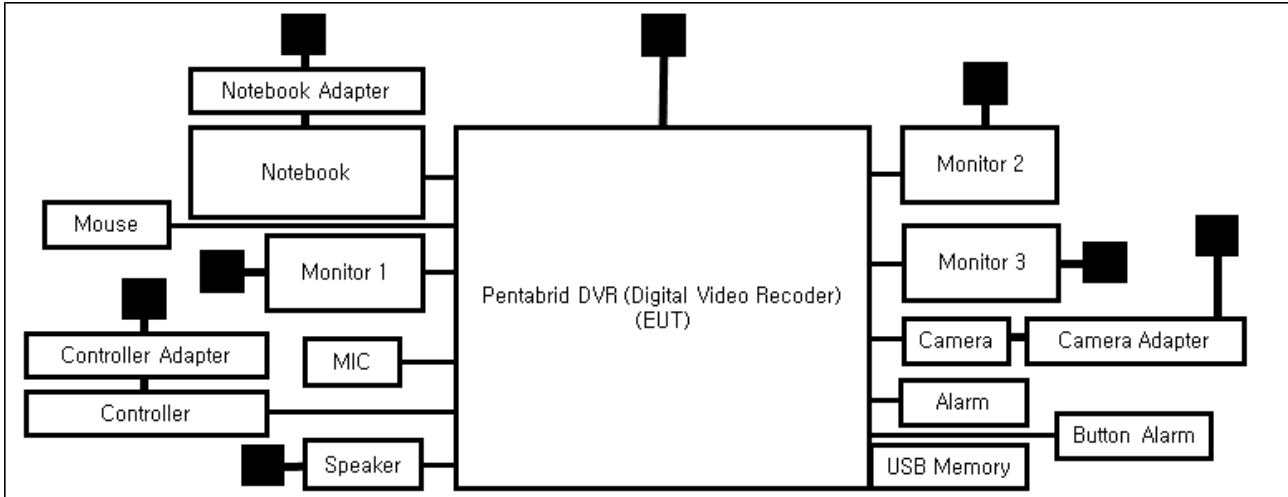 Notebook Adapter
Notebook
Mouse
Monitor 1
Controller Adapter
MIC
Controller
Speaker
Pentabrid DVR (Digital Video Recoder)
(EUT)
Monitor 2
Monitor 3
Camera
Camera Adapter
Alarm
Button Alarm
USB Memory